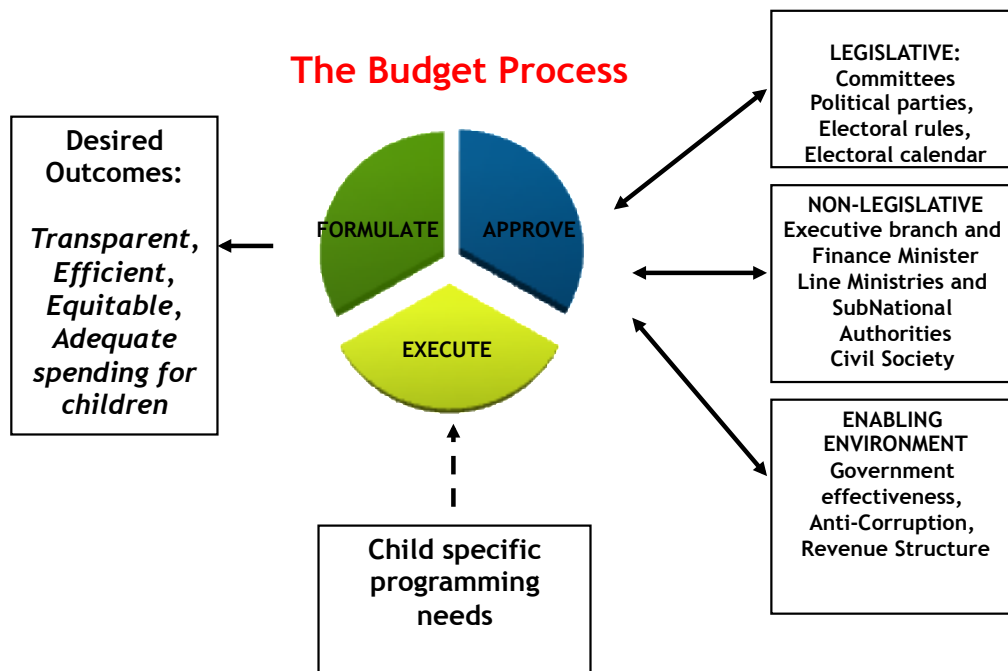 The Budget Process
Desired
Outcomes:
Transparent,
Efficient,
Equitable,
Adequate
spending for
children
FORMULATE
APPROVE
EXECUTE
Child specific
programming
needs
LEGISLATIVE:
Committees
Political parties,
Electoral rules,
Electoral calendar
NON-LEGISLATIVE
Executive branch and
Finance Minister
Line Ministries and
SubNational
Authorities
Civil Society
ENABLING
ENVIRONMENT
Government
effectiveness,
Anti-Corruption,
Revenue Structure